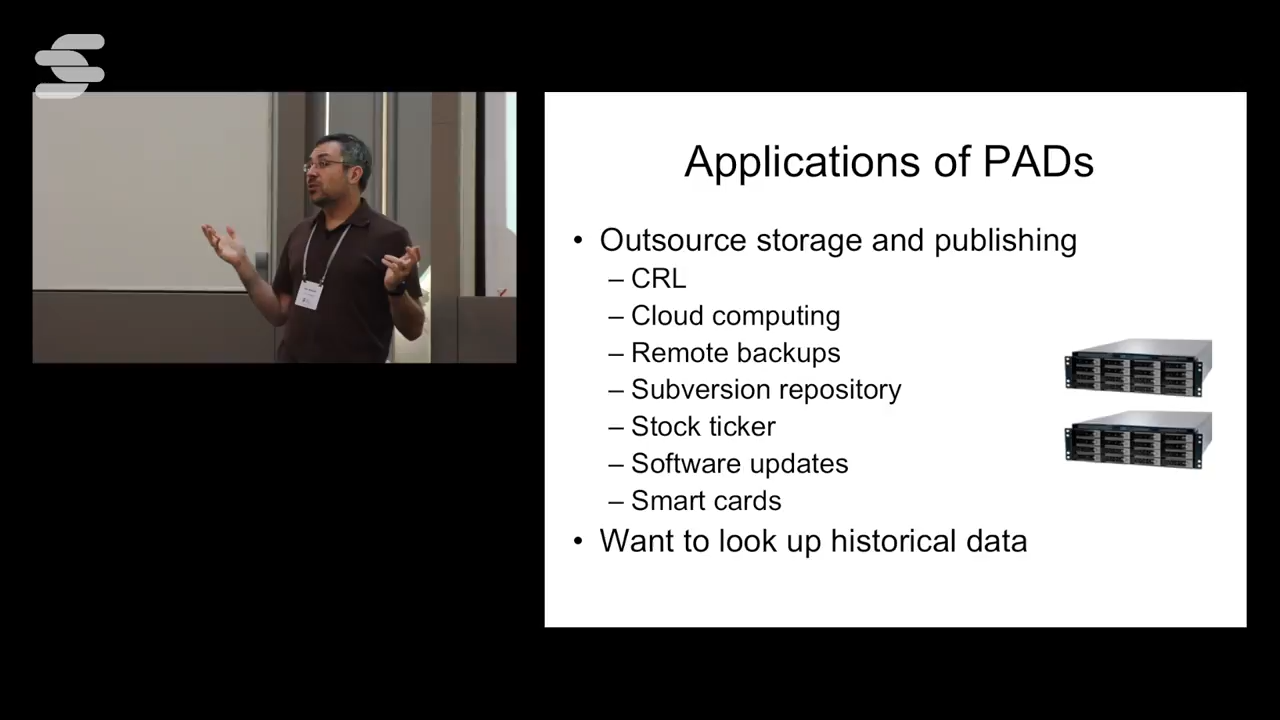 Applications of PADs
• Outsource storage and publishing
– CRL
– Cloud computing
– Remote backups
– Subversion repository
– Stock ticker
– Software updates
– Smart cards
• Want to look up historical data